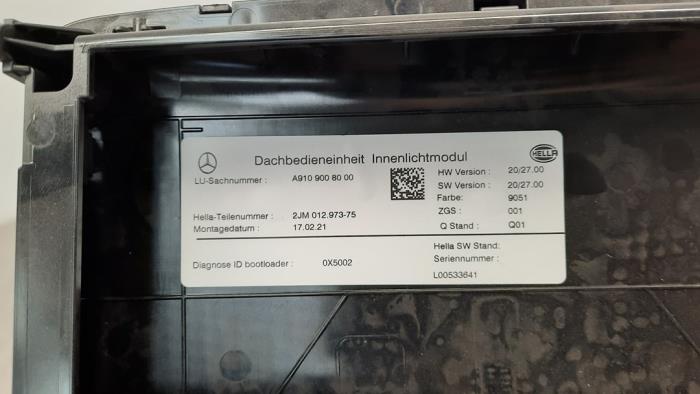 Dachbedieneinheit Innenlichtmodul
HELLA
LU-Sachnummer : A910 900 80 00
HW Version : 20/27.00
SW Version : 20/27.00
Farbe: 9051
Hella-Teilenummer : 2JM 012.973-75
ZGS : 001
Montagedatum : 17.02.21
Q Stand : Q01
Hella SW Stand:
Diagnose ID bootloader : 0X5002
Seriennummer :
L00533641